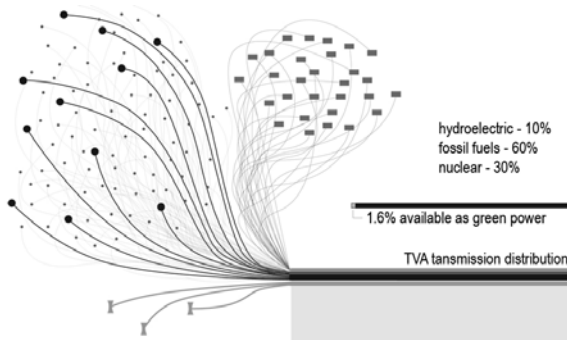 hydroelectric - 10%
fossil fuels - 60%
nuclear - 30%
1.6% available as green power
TVA tansmission distribution